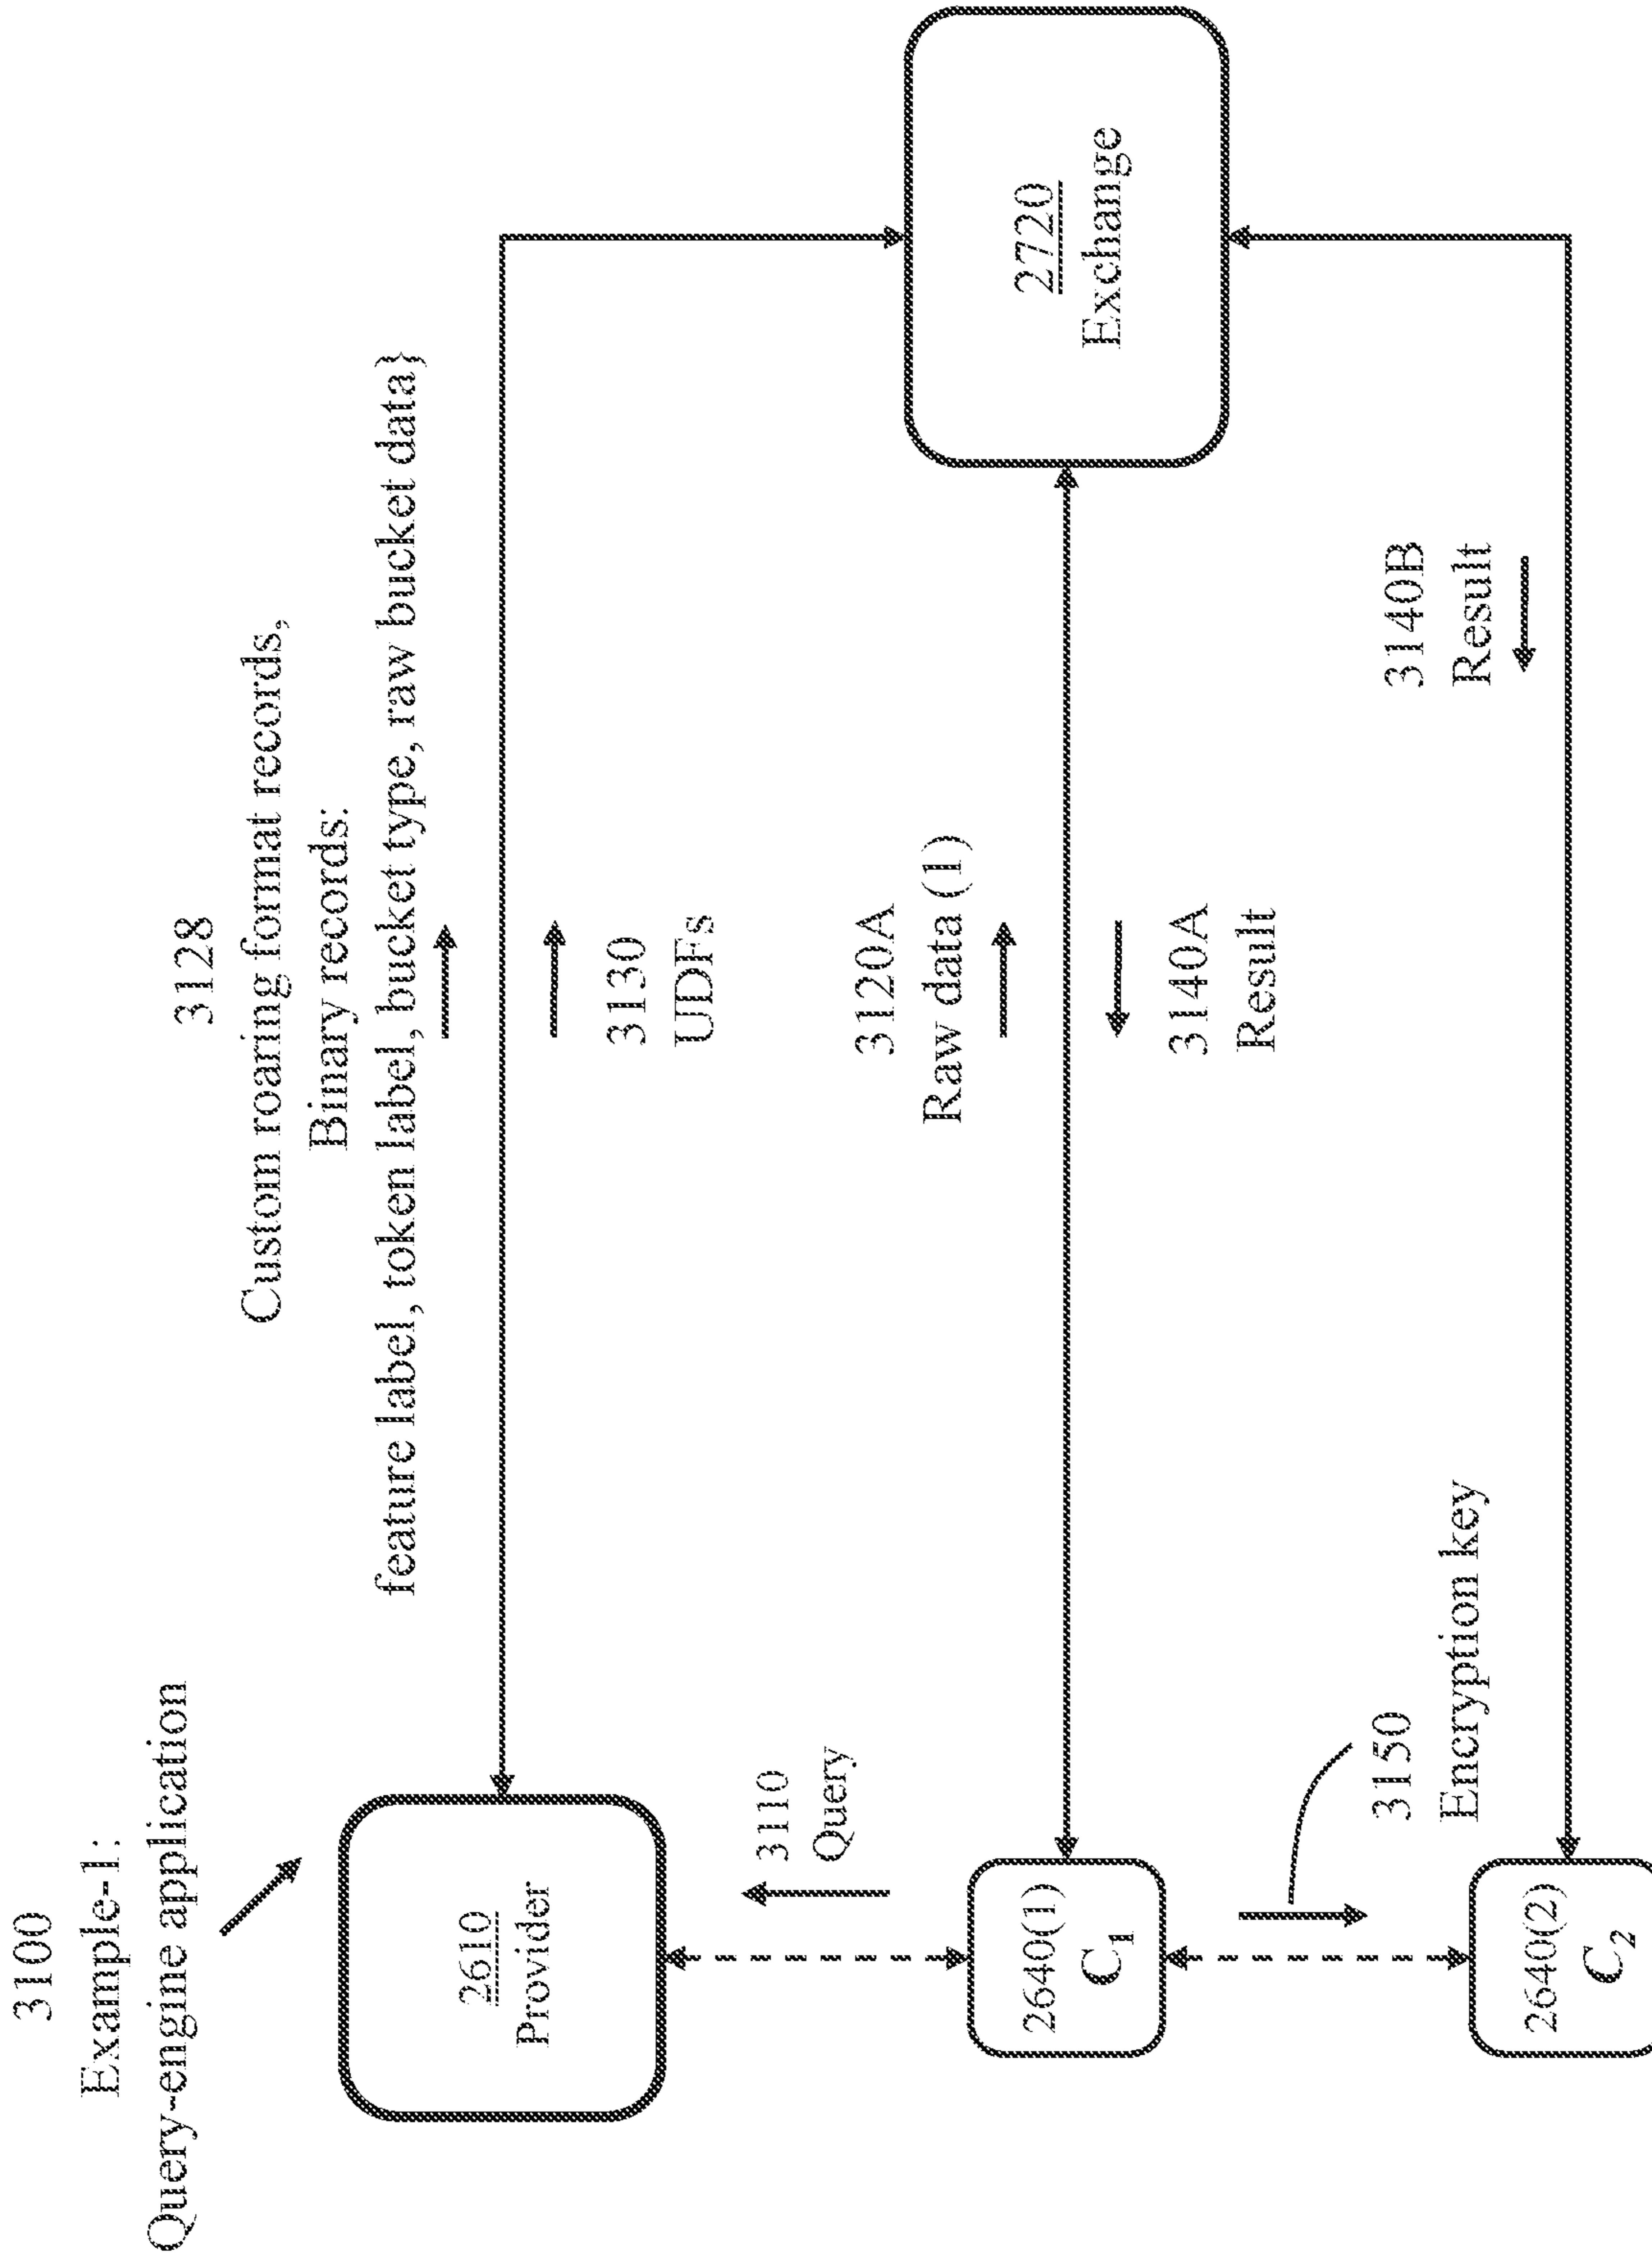 3100
Example-1:
Query-engine application
3128
Custom roaring format records,
Binary records:
feature label, token label, bucket type, raw bucket data}
2610
Provider
3130
UDFs
3110
Query
3120A
Raw data (1)
2720
Exchange
3140A
Result
2640(1)
C1
3150
Encryption key
3140B
Result
2640(2)
C2